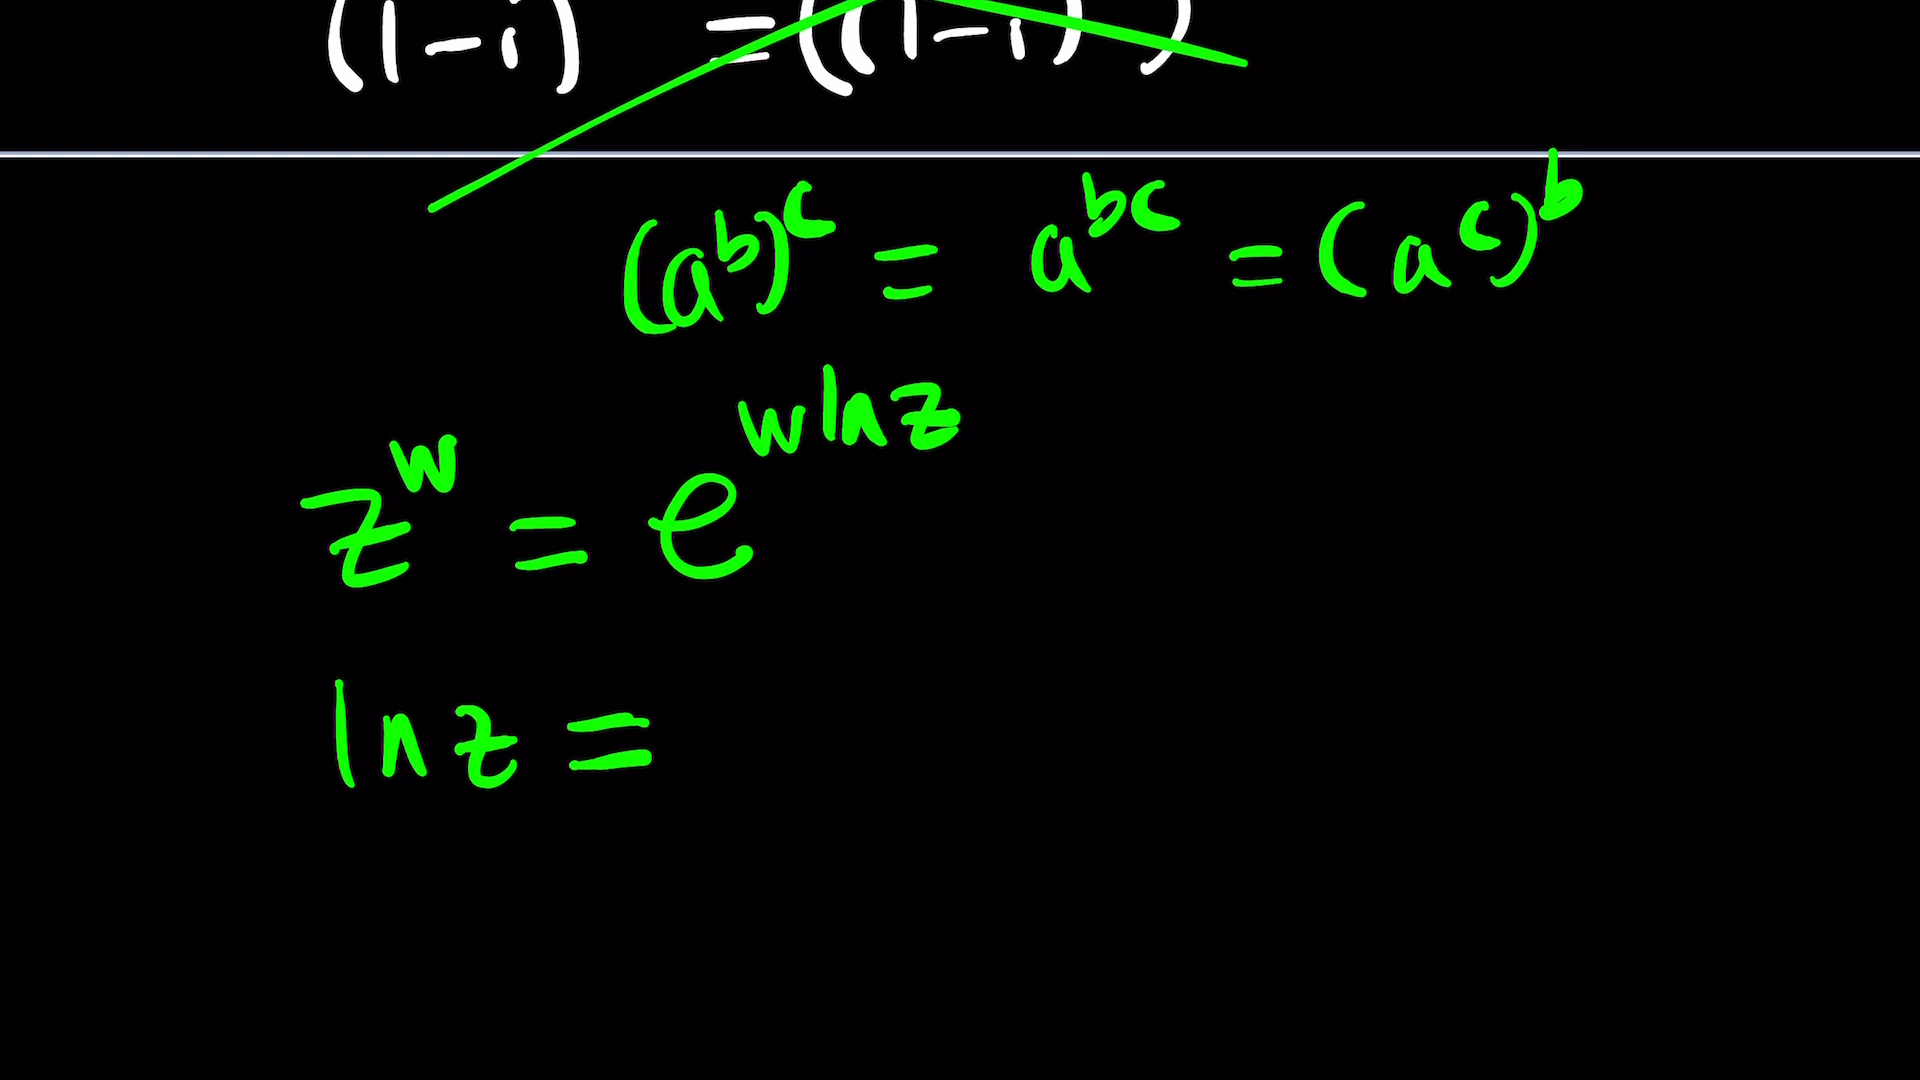 (1-i) = ((1-i) )
(a^b)^c = a^bc = (a^c)^b
z^w = e^w ln z
ln z =